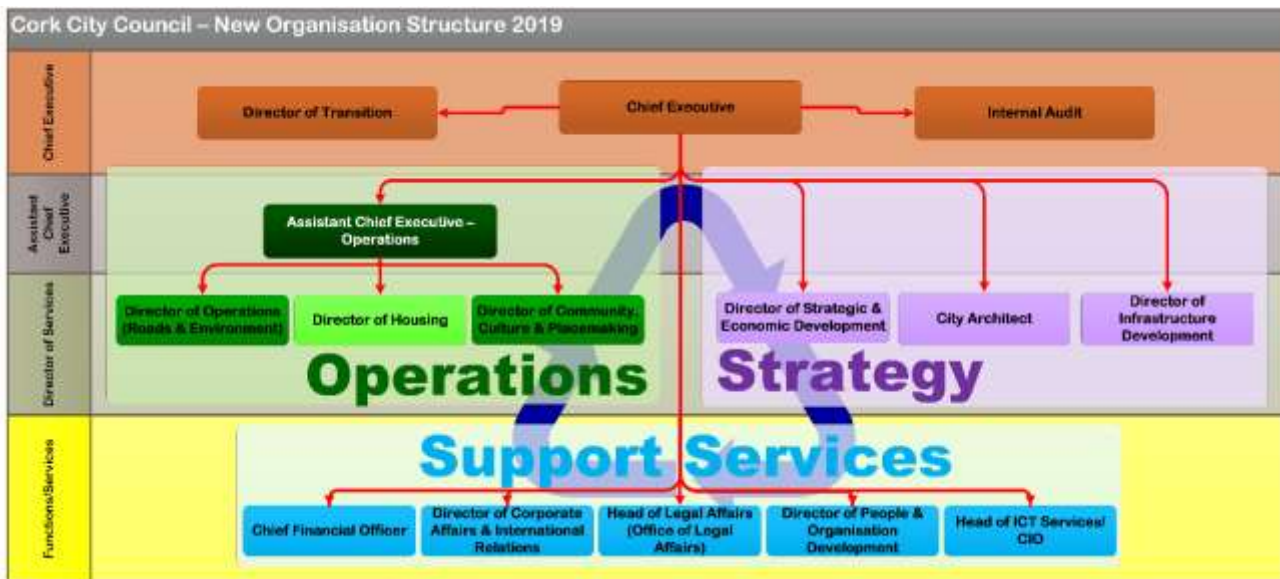 Cork City Council – New Organisation Structure 2019
Chief Executive
Director of Transition
Chief Executive
Internal Audit
Assistant
Chief
Executive
Assistant Chief Executive –
Operations
Director of Services
Director of Operations
(Roads & Environment)
Director of Housing
Director of Community,
Culture & Placemaking
Director of Strategic &
Economic Development
City Architect
Director of
Infrastructure
Development
Operations
Strategy
Functions/Services
Support Services
Chief Financial Officer
Director of Corporate
Affairs & International
Relations
Head of Legal Affairs
(Office of Legal
Affairs)
Director of People &
Organisation
Development
Head of ICT Services/
CIO